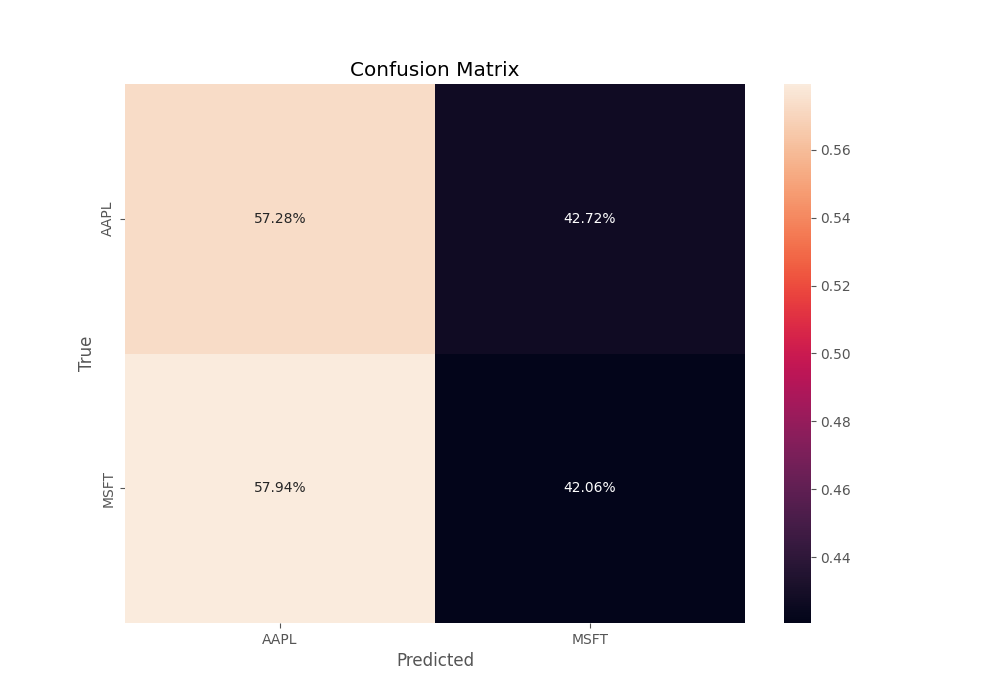 Confusion Matrix
True
AAPL
57.28%
42.72%
MSFT
57.94%
42.06%
AAPL
MSFT
Predicted
0.56
0.54
0.52
0.50
0.48
0.46
0.44